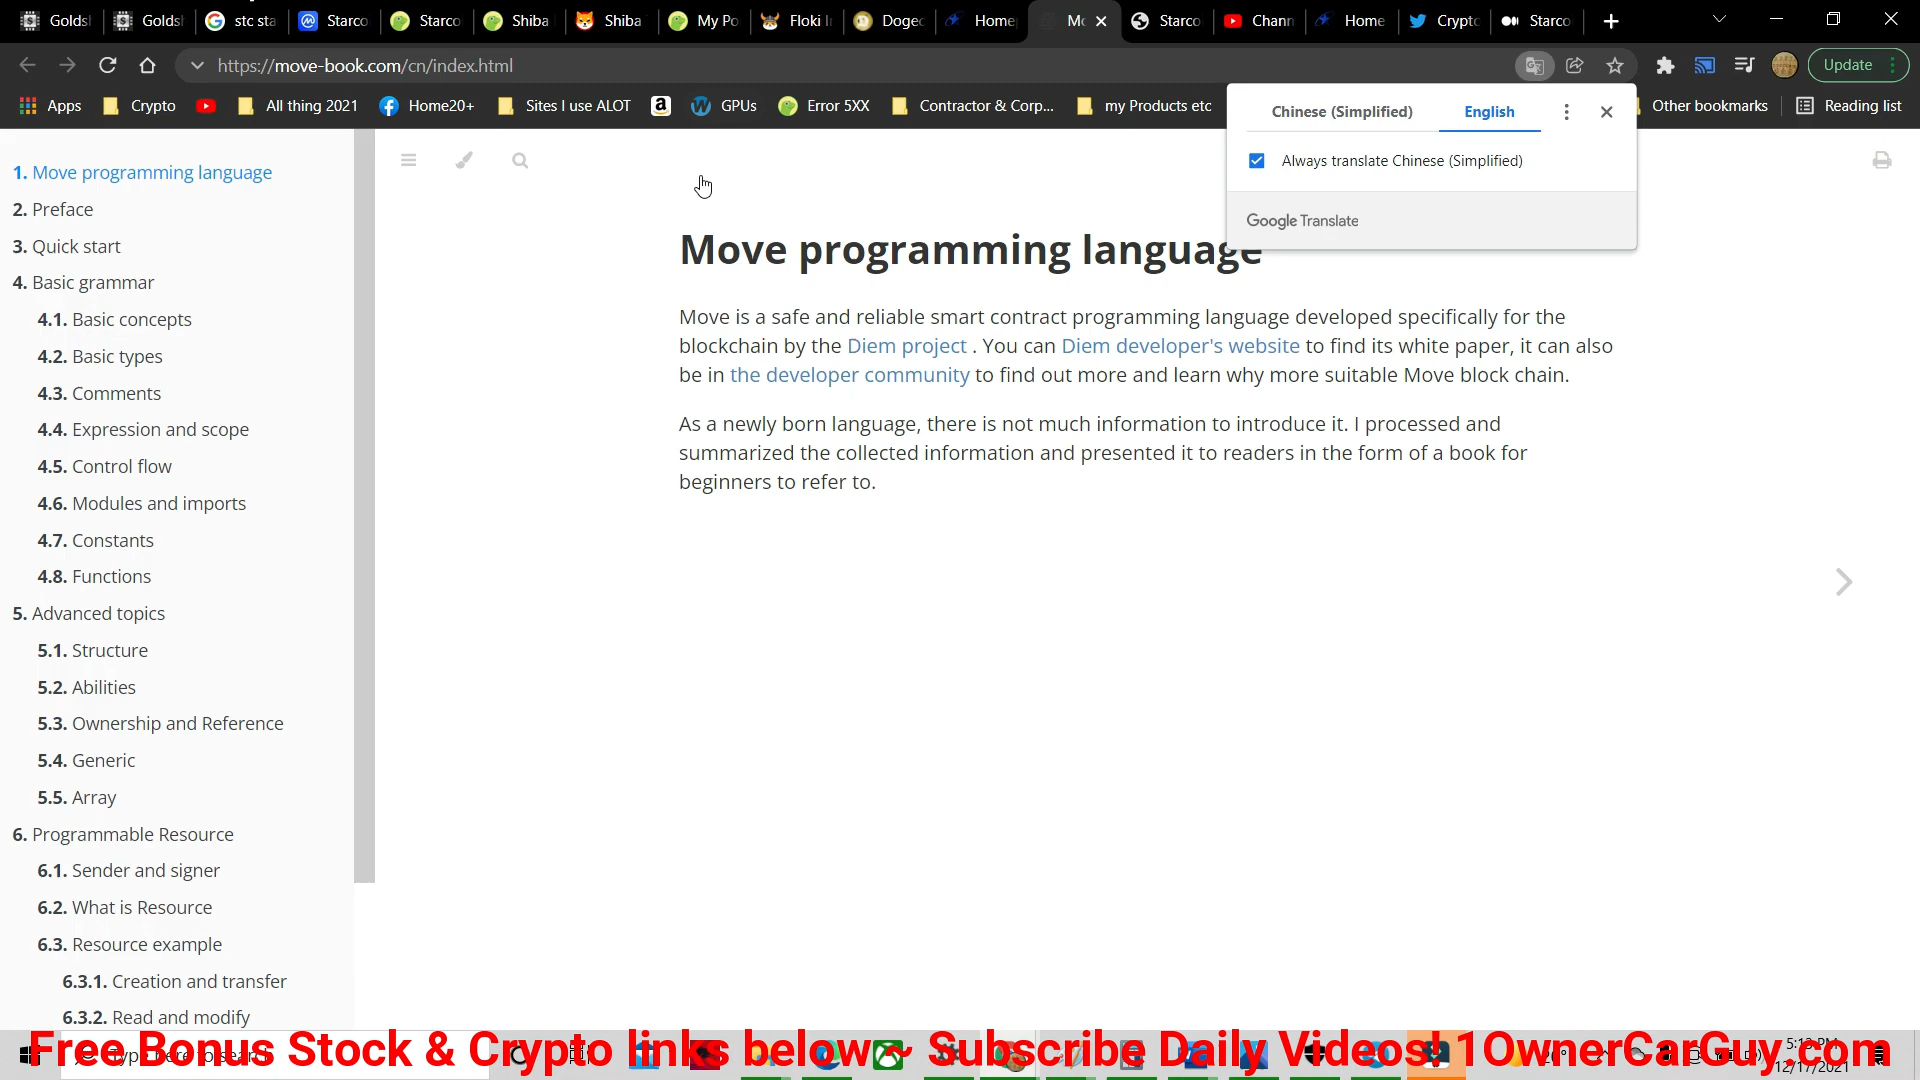 Golds
Golds
stc sta
Starco
Starco
Shiba
Shiba
My Po
Floki I
Doge
Home
Mo
Starco
Chann
Home
Crypto
Starco
https://move-book.com/cn/index.html
Update
Apps
Crypto
All thing 2021
Home20+
Sites I use ALOT
GPUs
Error 5XX
Contractor & Corp...
my Products etc
Other bookmarks
Reading list
Chinese (Simplified)
English
Always translate Chinese (Simplified)
Google Translate
1. Move programming language
2. Preface
3. Quick start
4. Basic grammar
4.1. Basic concepts
4.2. Basic types
4.3. Comments
4.4. Expression and scope
4.5. Control flow
4.6. Modules and imports
4.7. Constants
4.8. Functions
5. Advanced topics
5.1. Structure
5.2. Abilities
5.3. Ownership and Reference
5.4. Generic
5.5. Array
6. Programmable Resource
6.1. Sender and signer
6.2. What is Resource
6.3. Resource example
6.3.1. Creation and transfer
6.3.2. Read and modify
Move programming language
Move is a safe and reliable smart contract programming language developed specifically for the
blockchain by the Diem project . You can Diem developer's website to find its white paper, it can also
be in the developer community to find out more and learn why more suitable Move block chain.
As a newly born language, there is not much information to introduce it. I processed and
summarized the collected information and presented it to readers in the form of a book for
beginners to refer to.
Free Bonus Stock & Crypto links below~ Subscribe Daily Videos! 1OwnerCarGuy.com
12/17/2021